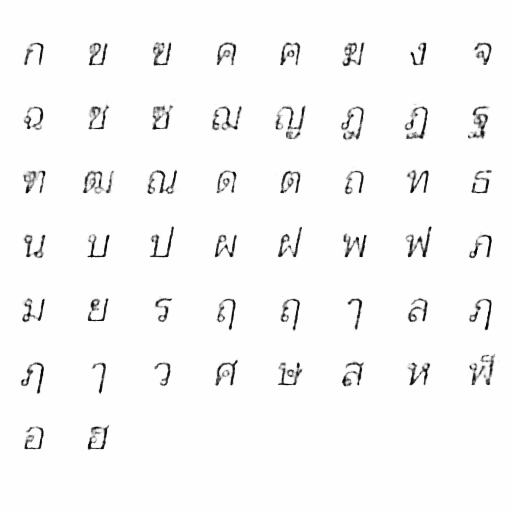 ก ข ฃ ค ฅ ฆ ง จ
ฉ ช ซ ฌ ญ ฎ ฏ ฐ
ฑ ฒ ณ ด ต ถ ท ธ
น บ ป ผ ฝ พ ฟ ภ
ม ย ร ฤ ฤ ๅ ล ฦ
ฦ ๅ ว ศ ษ ส ห ฬ
อ ฮ